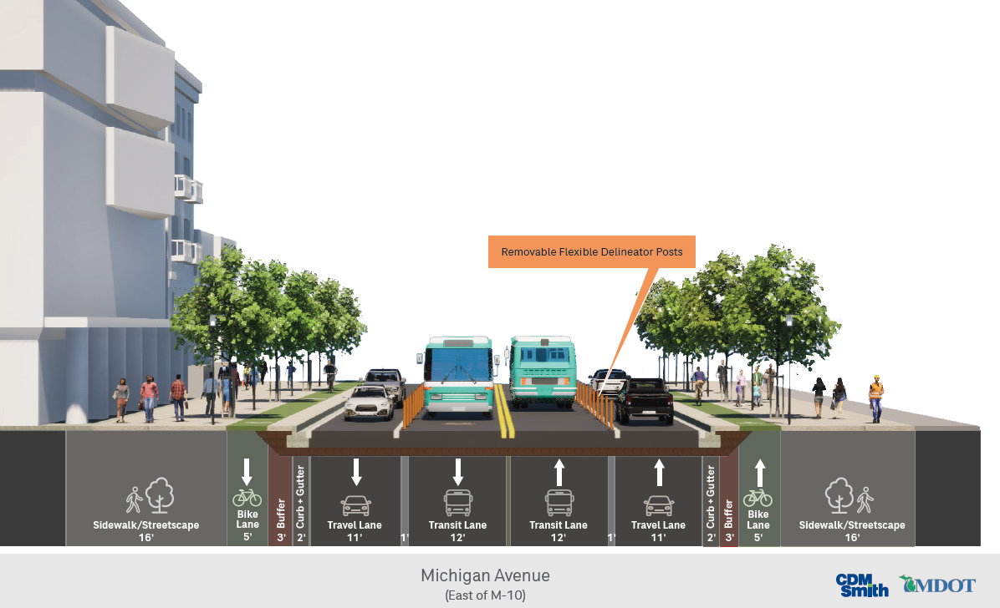 Removable Flexible Delineator Posts
Sidewalk/Streetscape
16'
Bike
Lane
5'
Buffer
3'
Curb + Gutter
2'
Travel Lane
11'
1'
Transit Lane
12'
Transit Lane
12'
1'
Travel Lane
11'
Curb + Gutter
2'
Buffer
3'
Bike
Lane
5'
Sidewalk/Streetscape
16'
Michigan Avenue
(East of M-10)
CDM
Smith
MDOT